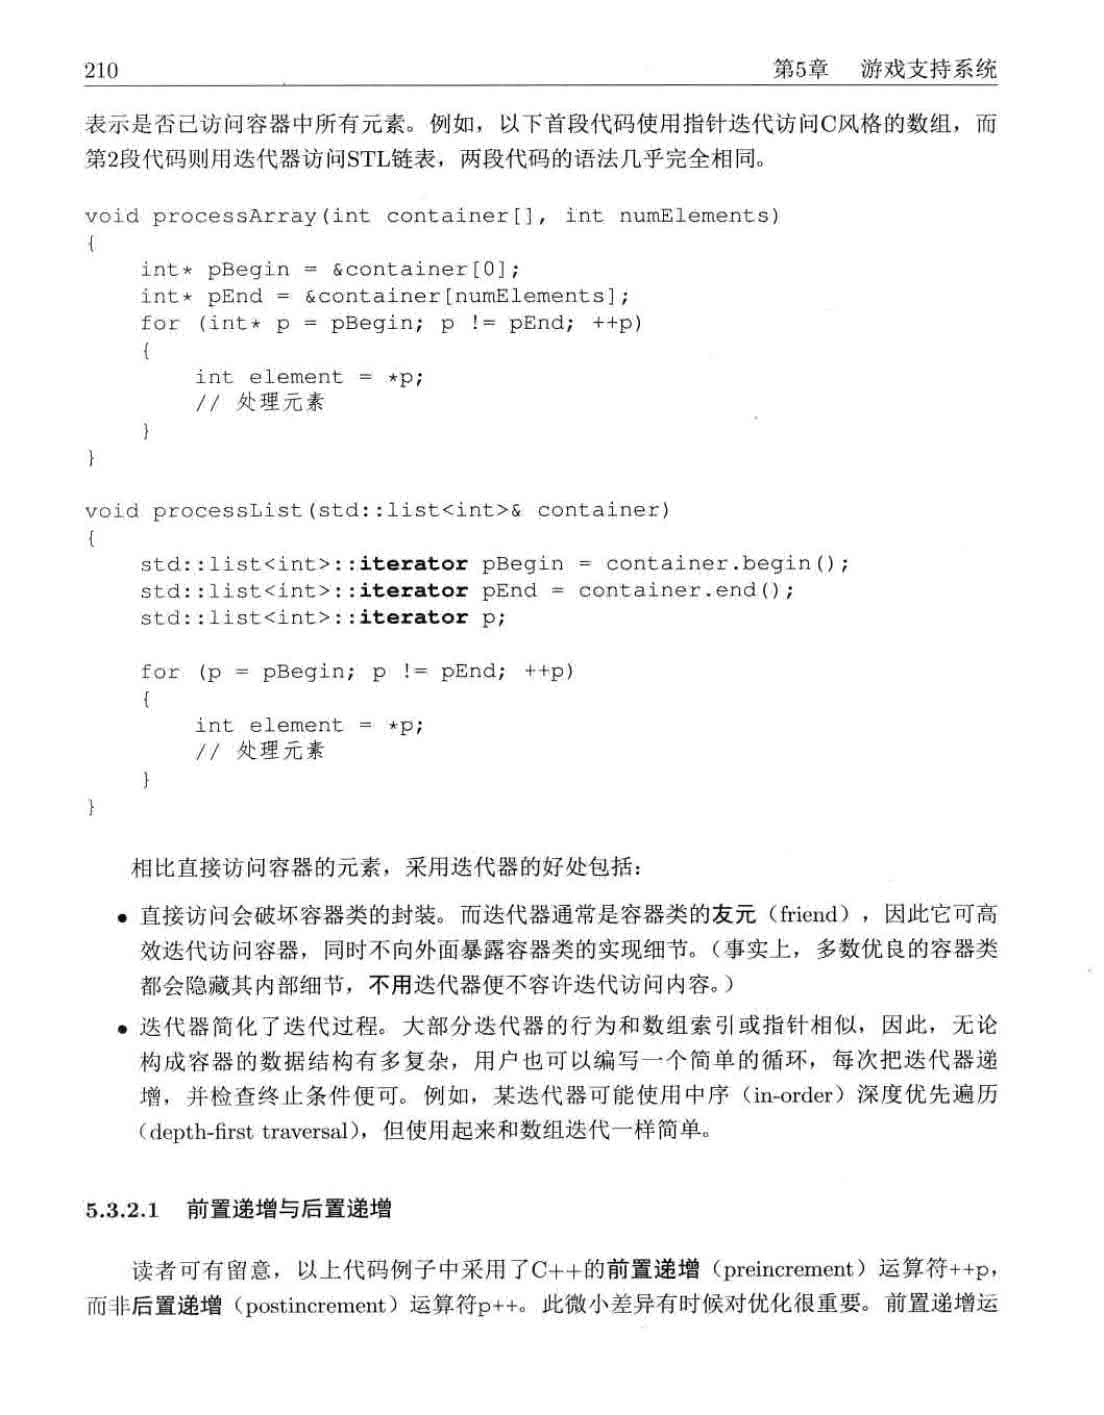 210
第5章 游戏支持系统
表示是否已访问容器中所有元素。例如，以下首段代码使用指针迭代访问C风格的数组，而
第2段代码则用迭代器访问STL链表，两段代码的语法几乎完全相同。
void processArray(int container[], int numElements)
{
    int* pBegin = &container[0];
    int* pEnd = &container[numElements];
    for (int* p = pBegin; p != pEnd; ++p)
    {
        int element = *p;
        // 处理元素
    }
}
void processList(std::list<int>& container)
{
    std::list<int>::iterator pBegin = container.begin();
    std::list<int>::iterator pEnd = container.end();
    std::list<int>::iterator p;
    for (p = pBegin; p != pEnd; ++p)
    {
        int element = *p;
        // 处理元素
    }
}
相比直接访问容器的元素，采用迭代器的好处包括：
• 直接访问会破坏容器类的封装。而迭代器通常是容器类的友元（friend），因此它可高
效迭代访问容器，同时不向外面暴露容器类的实现细节。（事实上，多数优良的容器类
都会隐藏其内部细节，不用迭代器便不容许迭代访问内容。）
• 迭代器简化了迭代过程。大部分迭代器的行为和数组索引或指针相似，因此，无论
构成容器的数据结构有多复杂，用户也可以编写一个简单的循环，每次把迭代器递
增，并检查终止条件便可。例如，某迭代器可能使用中序（in-order）深度优先遍历
（depth-first traversal），但使用起来和数组迭代一样简单。
5.3.2.1 前置递增与后置递增
读者可有留意，以上代码例子中采用了C++的前置递增（preincrement）运算符++p，
而非后置递增（postincrement）运算符p++。此微小差异有时候对优化很重要。前置递增运